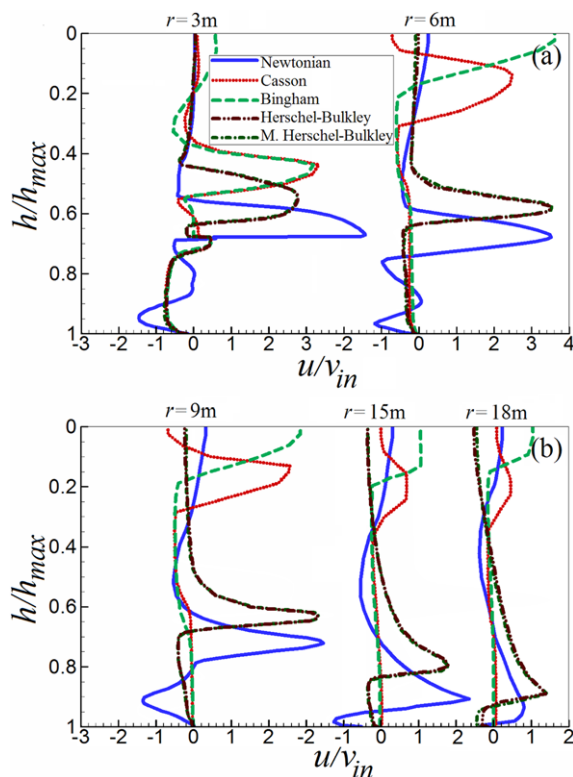 r = 3m r = 6m
0
(a)
Newtonian
Casson
Bingham
Herschel-Bulkley
M. Herschel-Bulkley
0.2
0.4
h/hmax
0.6
0.8
1
-3 -2 -1 0 1 2 3 -2 -1 0 1 2 3 4
u/vin
r = 9m r = 15m r = 18m
0
(b)
0.2
0.4
h/hmax
0.6
0.8
1
-3 -2 -1 0 1 2 3 -1 0 1 2 0 1 2
u/vin